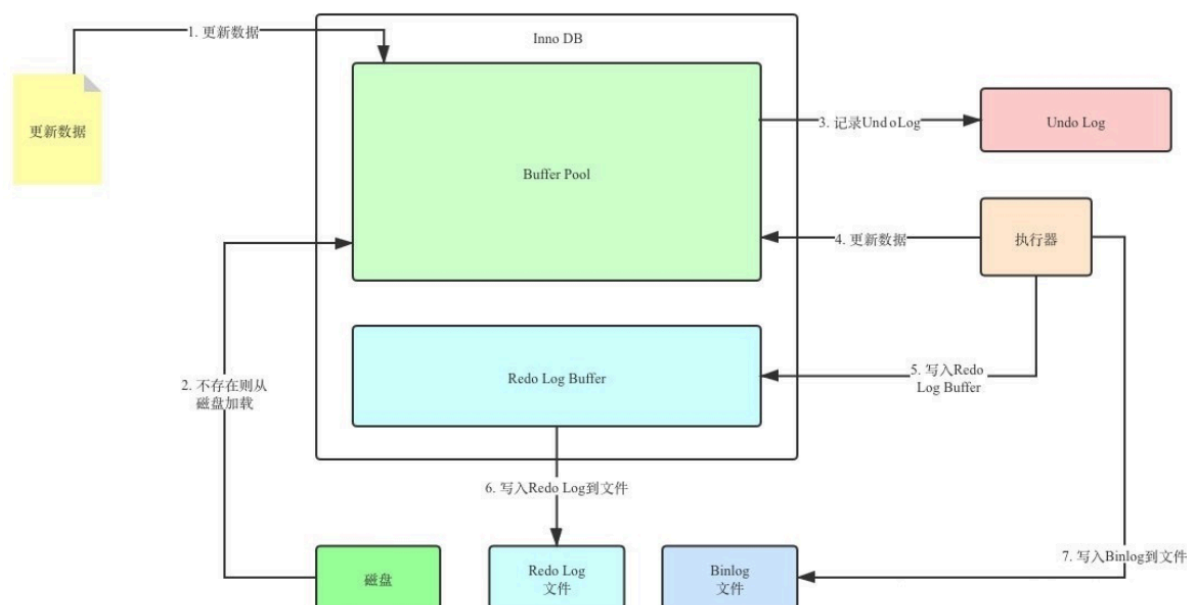 1. 更新数据
Inno DB
更新数据
Buffer Pool
3. 记录UndoLog
Undo Log
4. 更新数据
执行器
2. 不存在则从
磁盘加载
Redo Log Buffer
5. 写入Redo
Log Buffer
6. 写入Redo Log到文件
7. 写入Binlog到文件
磁盘
Redo Log
文件
Binlog
文件